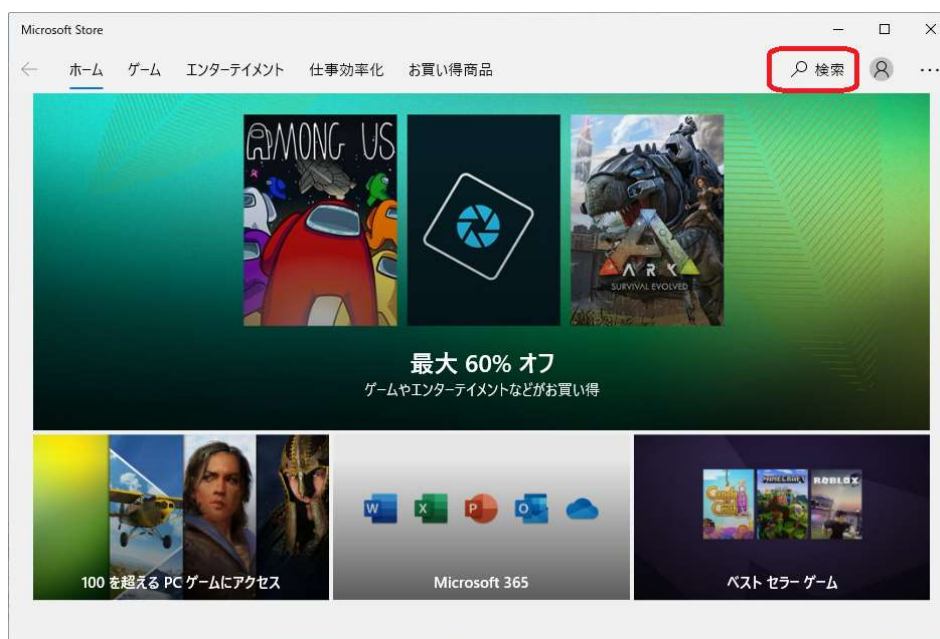 Microsoft Store
ホーム ゲーム エンターテイメント 仕事効率化 お買い得商品 検索
AMONG US
ARK
SURVIVAL EVOLVED
最大 60% オフ
ゲームやエンターテイメントなどがお買い得
W X P O
Candy Crush MINECRAFT ROBLOX
100 を超える PC ゲームにアクセス Microsoft 365 ベスト セラー ゲーム